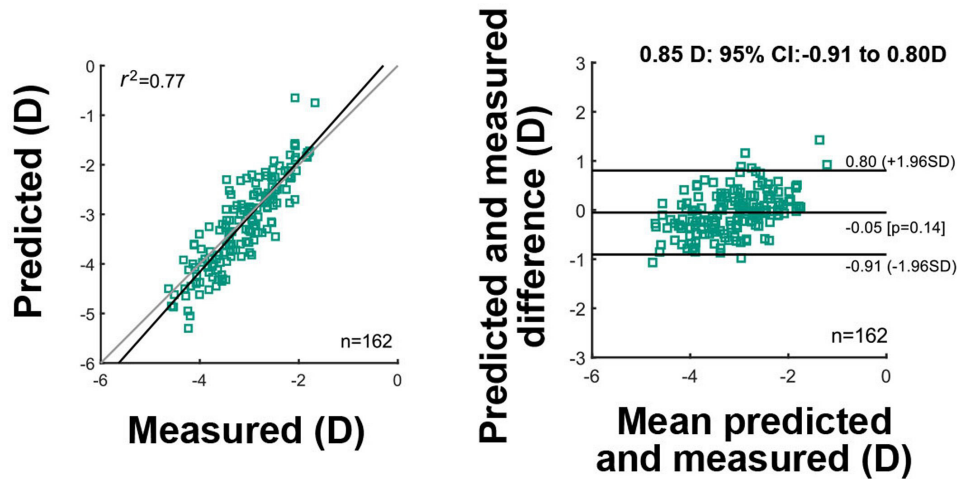 Predicted (D)
0
-1
-2
-3
-4
-5
-6
r²=0.77
n=162
-6
-4
-2
0
Measured (D)
Predicted and measured
difference (D)
0.85 D: 95% CI:-0.91 to 0.80D
3
2
1
0
-1
-2
-3
0.80 (+1.96SD)
-0.05 [p=0.14]
-0.91 (-1.96SD)
n=162
-6
-4
-2
0
Mean predicted
and measured (D)